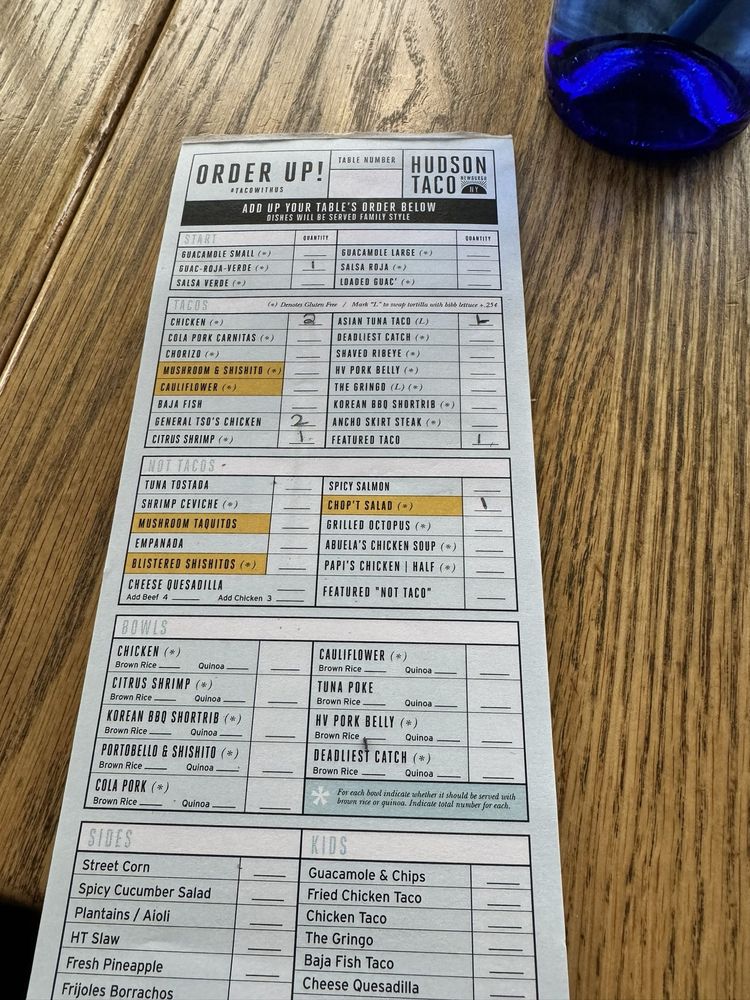 ORDER UP!
#TACOWITHUS
TABLE NUMBER
HUDSON
TACO
NEWBURGH
NY
ADD UP YOUR TABLE'S ORDER BELOW
DISHES WILL BE SERVED FAMILY STYLE
START QUANTITY QUANTITY
GUACAMOLE SMALL (*) GUACAMOLE LARGE (*)
GUAC-ROJA-VERDE (*) 1 SALSA ROJA (*)
SALSA VERDE (*) LOADED GUAC' (*)
TACOS (*) Denotes Gluten Free / Mark "L" to swap tortilla with bibb lettuce +.25¢
CHICKEN (*) 2 ASIAN TUNA TACO (L) L
COLA PORK CARNITAS (*) DEADLIEST CATCH (*)
CHORIZO (*) SHAVED RIBEYE (*)
MUSHROOM & SHISHITO (*) HV PORK BELLY (*)
CAULIFLOWER (*) THE GRINGO (L) (*)
BAJA FISH KOREAN BBQ SHORTRIB (*)
GENERAL TSO'S CHICKEN 2 ANCHO SKIRT STEAK (*)
CITRUS SHRIMP (*) 1 FEATURED TACO 1
NOT TACOS
TUNA TOSTADA SPICY SALMON
SHRIMP CEVICHE (*) CHOP'T SALAD (*) 1
MUSHROOM TAQUITOS GRILLED OCTOPUS (*)
EMPANADA ABUELA'S CHICKEN SOUP (*)
BLISTERED SHISHITOS (*) PAPI'S CHICKEN | HALF (*)
CHEESE QUESADILLA FEATURED "NOT TACO"
Add Beef 4 Add Chicken 3
BOWLS
CHICKEN (*) CAULIFLOWER (*)
Brown Rice Quinoa Brown Rice Quinoa
CITRUS SHRIMP (*) TUNA POKE
Brown Rice Quinoa Brown Rice Quinoa
KOREAN BBQ SHORTRIB (*) HV PORK BELLY (*)
Brown Rice Quinoa Brown Rice Quinoa
PORTOBELLO & SHISHITO (*) DEADLIEST CATCH (*)
Brown Rice Quinoa Brown Rice Quinoa
COLA PORK (*) For each bowl indicate whether it should be served with
Brown Rice Quinoa brown rice or quinoa. Indicate total number for each.
SIDES KIDS
Street Corn Guacamole & Chips
Spicy Cucumber Salad Fried Chicken Taco
Plantains / Aioli Chicken Taco
HT Slaw The Gringo
Fresh Pineapple Baja Fish Taco
Frijoles Borrachos Cheese Quesadilla